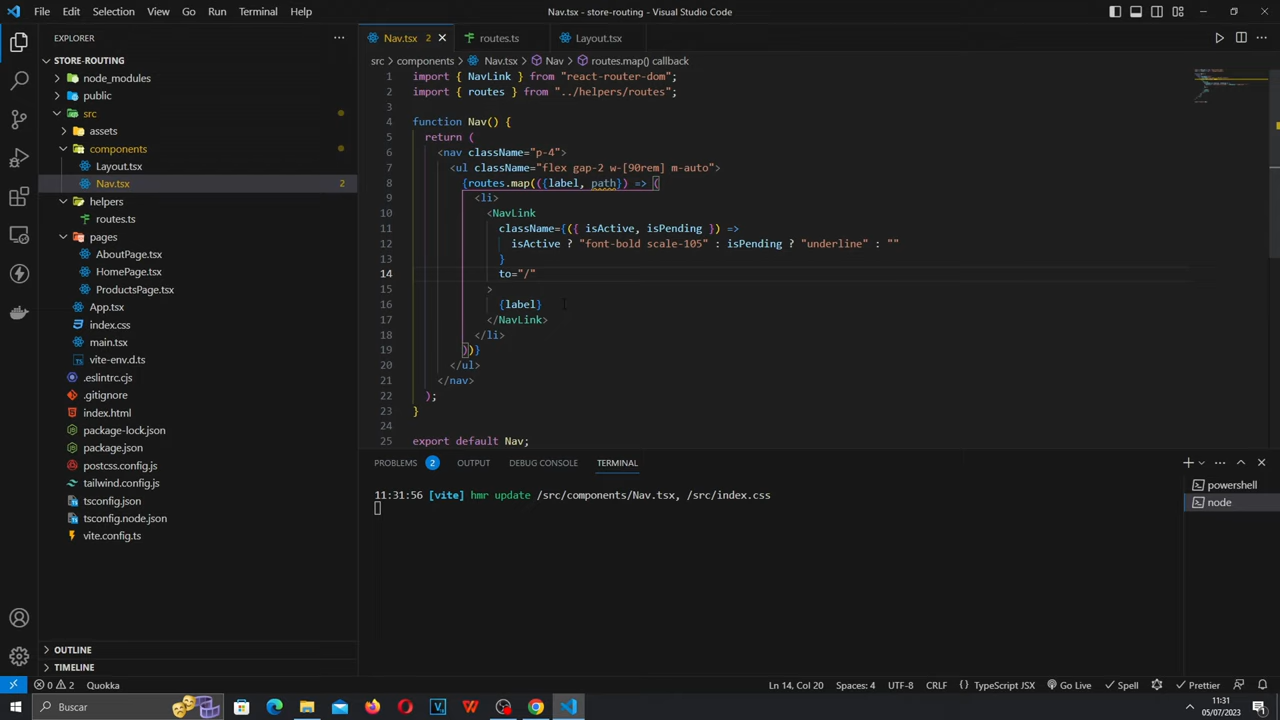 File Edit Selection View Go Run Terminal Help
Nav.tsx - store-routing - Visual Studio Code
EXPLORER
STORE-ROUTING
node_modules
public
src
assets
components
Layout.tsx
Nav.tsx 2
helpers
routes.ts
pages
AboutPage.tsx
HomePage.tsx
ProductsPage.tsx
App.tsx
index.css
main.tsx
vite-env.d.ts
.eslintrc.cjs
.gitignore
index.html
package-lock.json
package.json
postcss.config.js
tailwind.config.js
tsconfig.json
tsconfig.node.json
vite.config.ts
OUTLINE
TIMELINE
Nav.tsx 2 routes.ts Layout.tsx
src components Nav.tsx Nav routes.map() callback
1 import { NavLink } from "react-router-dom";
2 import { routes } from "../helpers/routes";
3
4 function Nav() {
5 return (
6 <nav className="p-4">
7 <ul className="flex gap-2 w-[90rem] m-auto">
8 {routes.map(({label, path}) => (
9 <li>
10 <NavLink
11 className={({ isActive, isPending }) =>
12 isActive ? "font-bold scale-105" : isPending ? "underline" : ""
13 }
14 to="/"
15 >
16 {label}
17 </NavLink>
18 </li>
19 ))}
20 </ul>
21 </nav>
22 );
23 }
24
25 export default Nav;
PROBLEMS 2 OUTPUT DEBUG CONSOLE TERMINAL
11:31:56 [vite] hmr update /src/components/Nav.tsx, /src/index.css
powershell
node
0 2 Quokka
Ln 14, Col 20 Spaces: 4 UTF-8 CRLF TypeScript JSX Go Live Spell Prettier
Buscar
11:31
05/07/2023